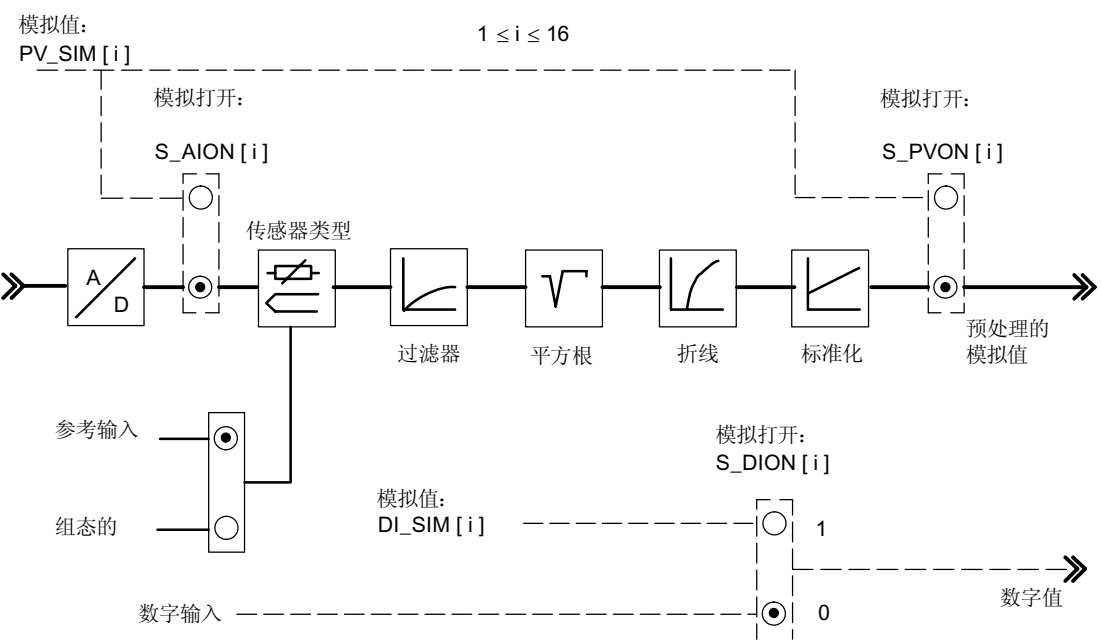 模拟值：
PV_SIM [ i ]
1 ≤ i ≤ 16
模拟打开：
S_AION [ i ]
模拟打开：
S_PVON [ i ]
传感器类型
A
D
过滤器
平方根
折线
标准化
预处理的
模拟值
参考输入
组态的
模拟值：
DI_SIM [ i ]
模拟打开：
S_DION [ i ]
1
数字输入
0
数字值